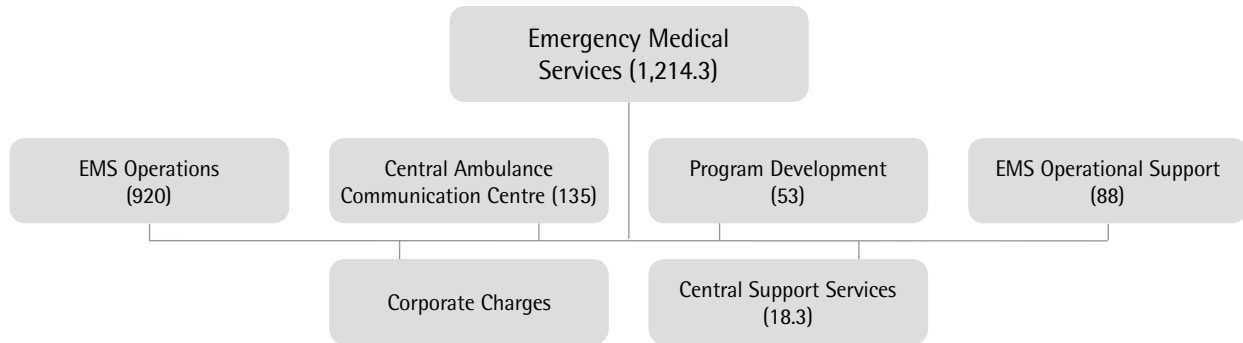 Emergency Medical
Services (1,214.3)
EMS Operations
(920)
Central Ambulance
Communication Centre (135)
Program Development
(53)
EMS Operational Support
(88)
Corporate Charges
Central Support Services
(18.3)